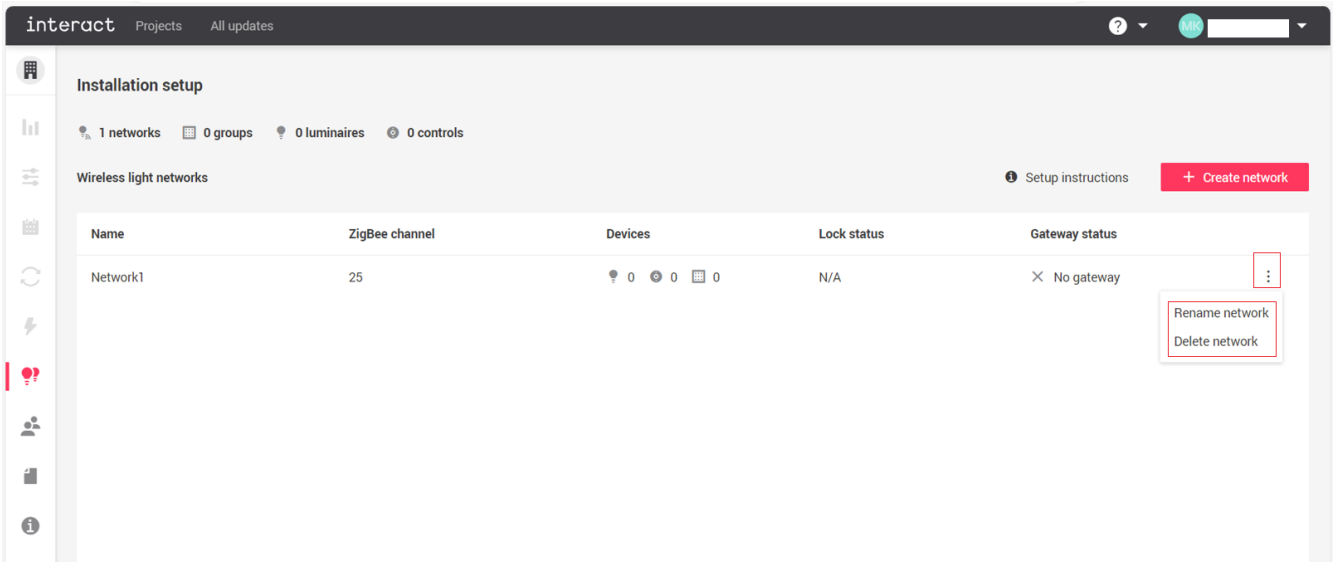 interact Projects All updates ? MK
Installation setup
1 networks 0 groups 0 luminaires 0 controls
Wireless light networks Setup instructions + Create network
Name ZigBee channel Devices Lock status Gateway status
Network1 25 0 0 0 N/A No gateway
Rename network
Delete network